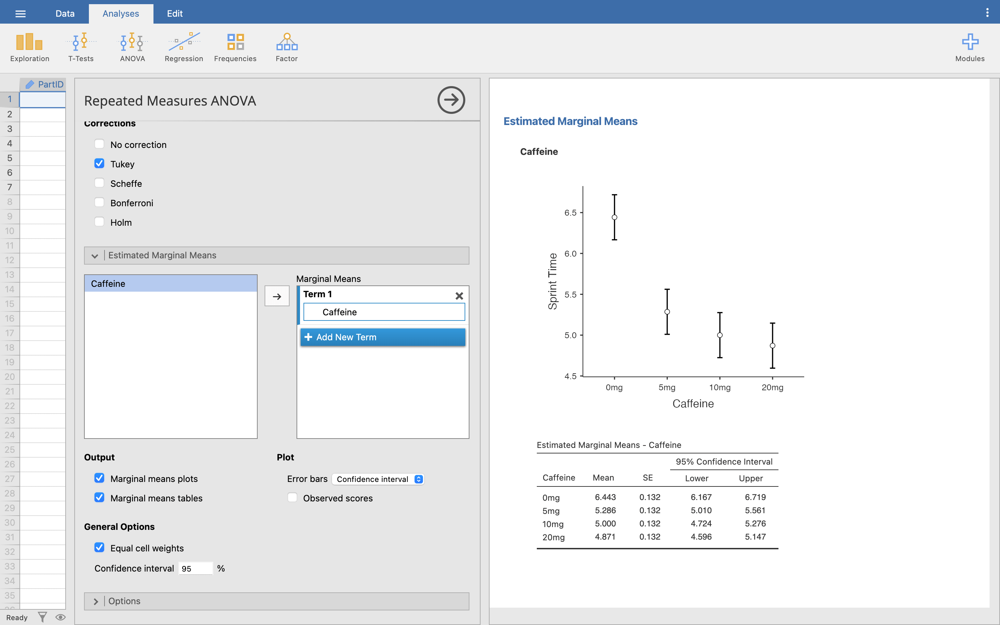 Data
Analyses
Edit
Exploration
T-Tests
ANOVA
Regression
Frequencies
Factor
Modules
PartID
1
2
3
4
5
6
7
8
9
10
11
12
13
14
15
16
17
18
19
20
21
22
23
24
25
26
27
28
29
30
31
32
33
34
35
Ready
Repeated Measures ANOVA
Corrections
No correction
Tukey
Scheffe
Bonferroni
Holm
Estimated Marginal Means
Caffeine
Marginal Means
Term 1
Caffeine
Add New Term
Output
Marginal means plots
Marginal means tables
Plot
Error bars Confidence interval
Observed scores
General Options
Equal cell weights
Confidence interval 95 %
Options
Estimated Marginal Means
Caffeine
Sprint Time
6.5
6.0
5.5
5.0
4.5
0mg 5mg 10mg 20mg
Caffeine
Estimated Marginal Means - Caffeine
95% Confidence Interval
Caffeine Mean SE Lower Upper
0mg 6.443 0.132 6.167 6.719
5mg 5.286 0.132 5.010 5.561
10mg 5.000 0.132 4.724 5.276
20mg 4.871 0.132 4.596 5.147